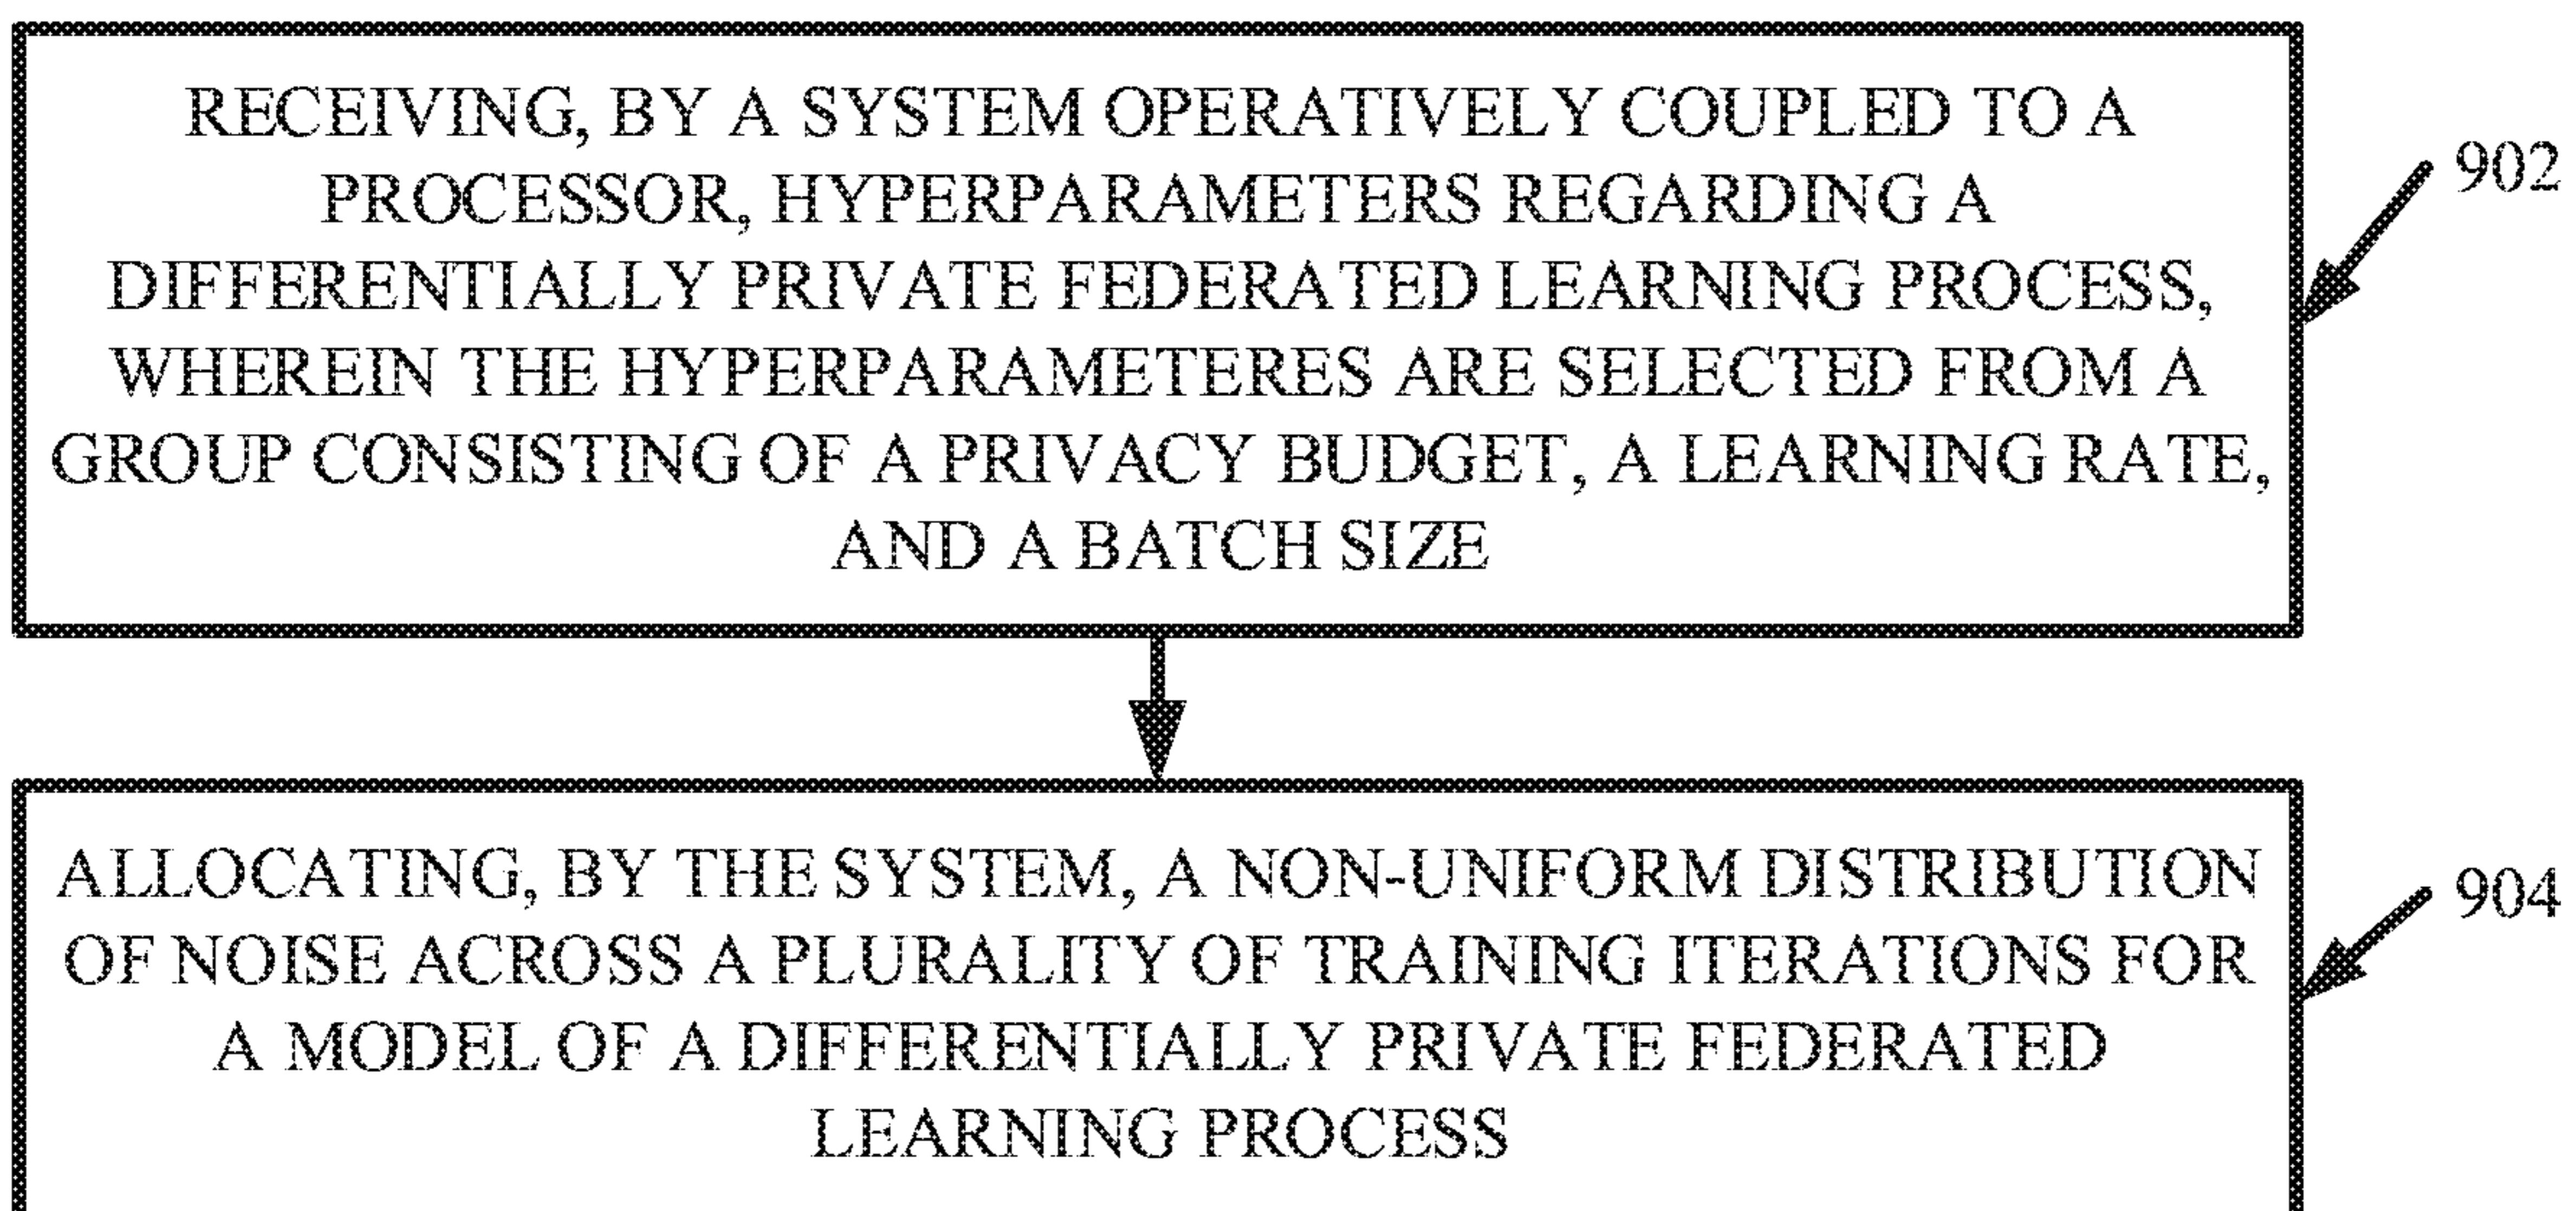 RECEIVING, BY A SYSTEM OPERATIVELY COUPLED TO A
PROCESSOR, HYPERPARAMETERS REGARDING A
DIFFERENTIALLY PRIVATE FEDERATED LEARNING PROCESS,
WHEREIN THE HYPERPARAMETERES ARE SELECTED FROM A
GROUP CONSISTING OF A PRIVACY BUDGET, A LEARNING RATE,
AND A BATCH SIZE
902
ALLOCATING, BY THE SYSTEM, A NON-UNIFORM DISTRIBUTION
OF NOISE ACROSS A PLURALITY OF TRAINING ITERATIONS FOR
A MODEL OF A DIFFERENTIALLY PRIVATE FEDERATED
LEARNING PROCESS
904